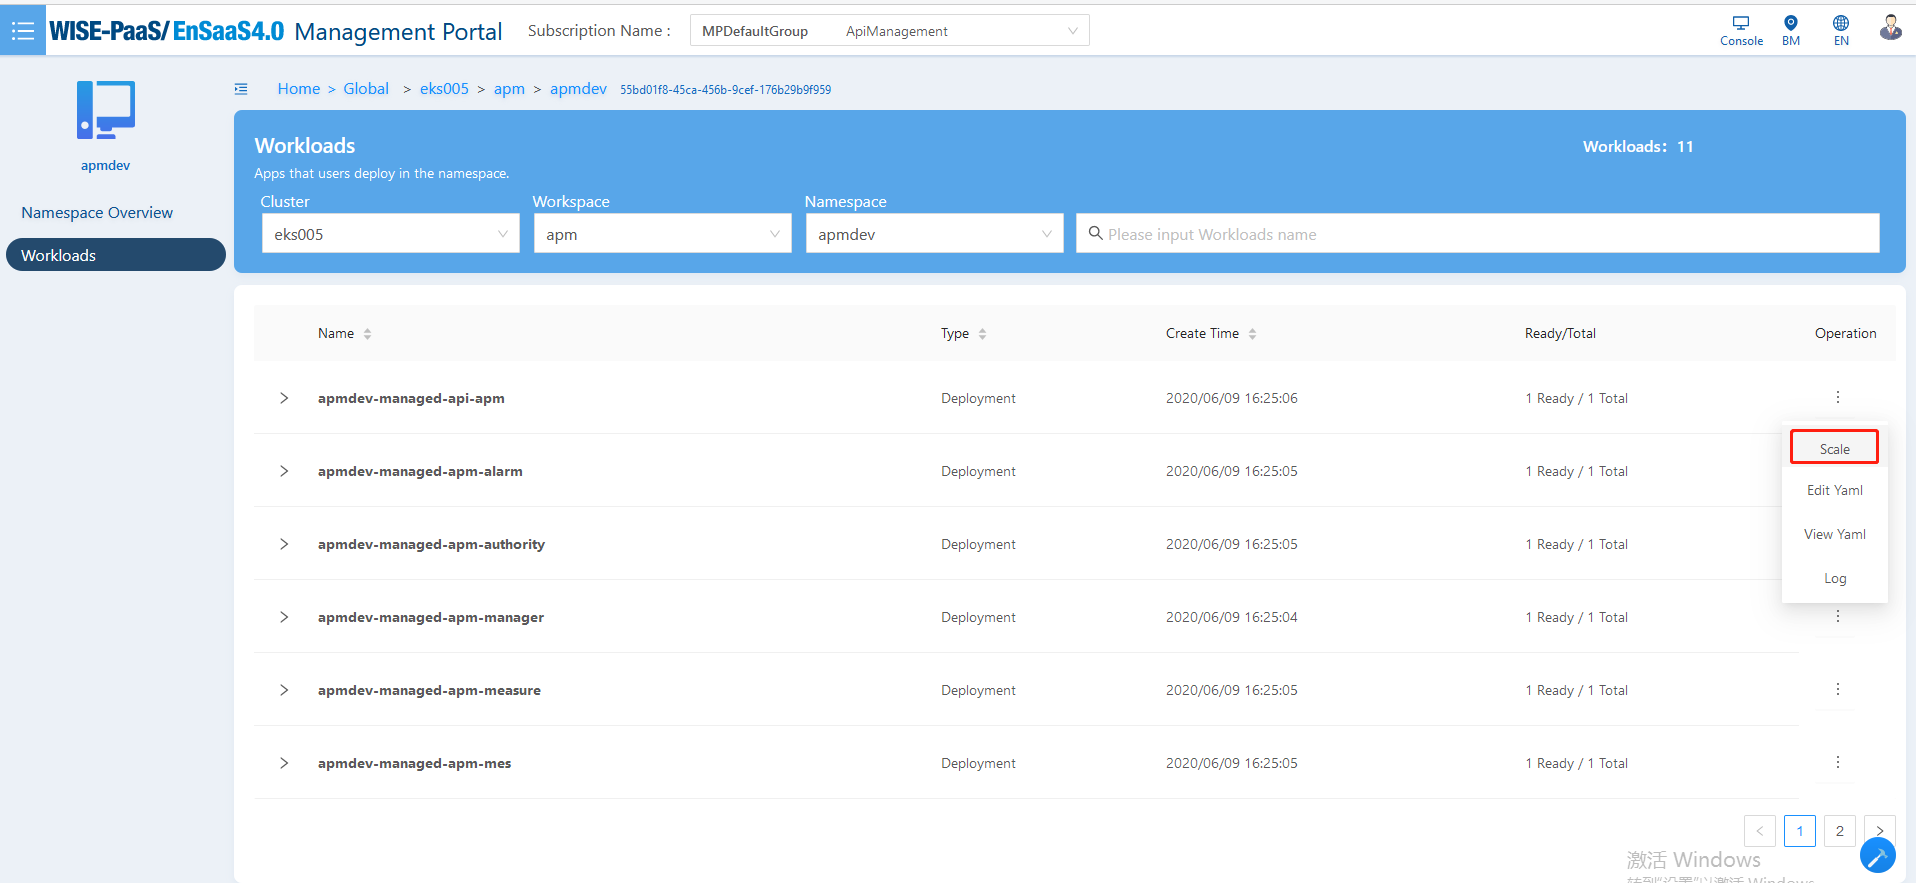 WISE-PaaS/ EnSaaS4.0 Management Portal Subscription Name : MPDefaultGroup ApiManagement Console BM EN
Home > Global > eks005 > apm > apmdev 55bd01f8-45ca-456b-9cef-176b29b9f959
apmdev
Namespace Overview
Workloads
Workloads
Workloads: 11
Apps that users deploy in the namespace.
Cluster Workspace Namespace
eks005 apm apmdev Please input Workloads name
Name Type Create Time Ready/Total Operation
apmdev-managed-api-apm Deployment 2020/06/09 16:25:06 1 Ready / 1 Total
apmdev-managed-apm-alarm Deployment 2020/06/09 16:25:05 1 Ready / 1 Total
apmdev-managed-apm-authority Deployment 2020/06/09 16:25:05 1 Ready / 1 Total
apmdev-managed-apm-manager Deployment 2020/06/09 16:25:04 1 Ready / 1 Total
apmdev-managed-apm-measure Deployment 2020/06/09 16:25:05 1 Ready / 1 Total
apmdev-managed-apm-mes Deployment 2020/06/09 16:25:05 1 Ready / 1 Total
Scale
Edit Yaml
View Yaml
Log
< 1 2 >
激活 Windows
转到"设置"以激活 Windows